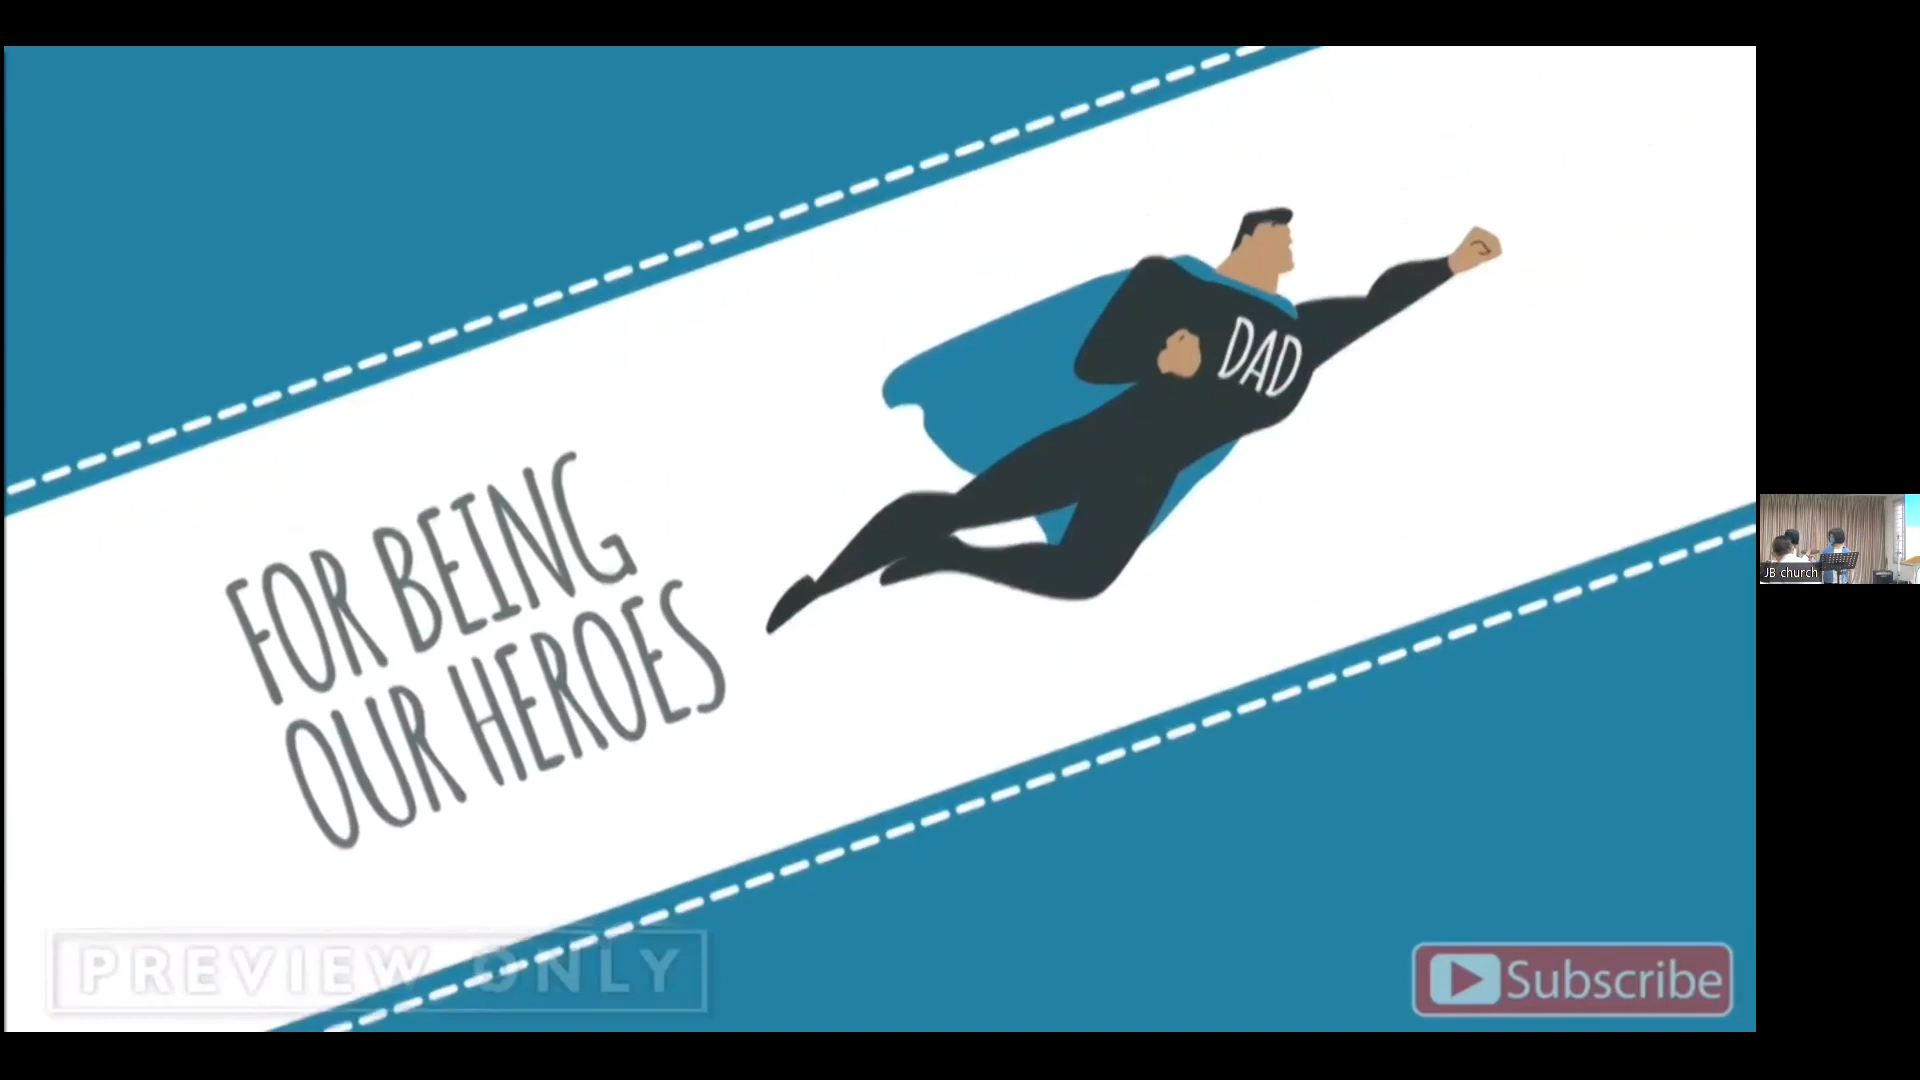 DAD
FOR BEING
OUR HEROES
JB church
PREVIEW ONLY
Subscribe